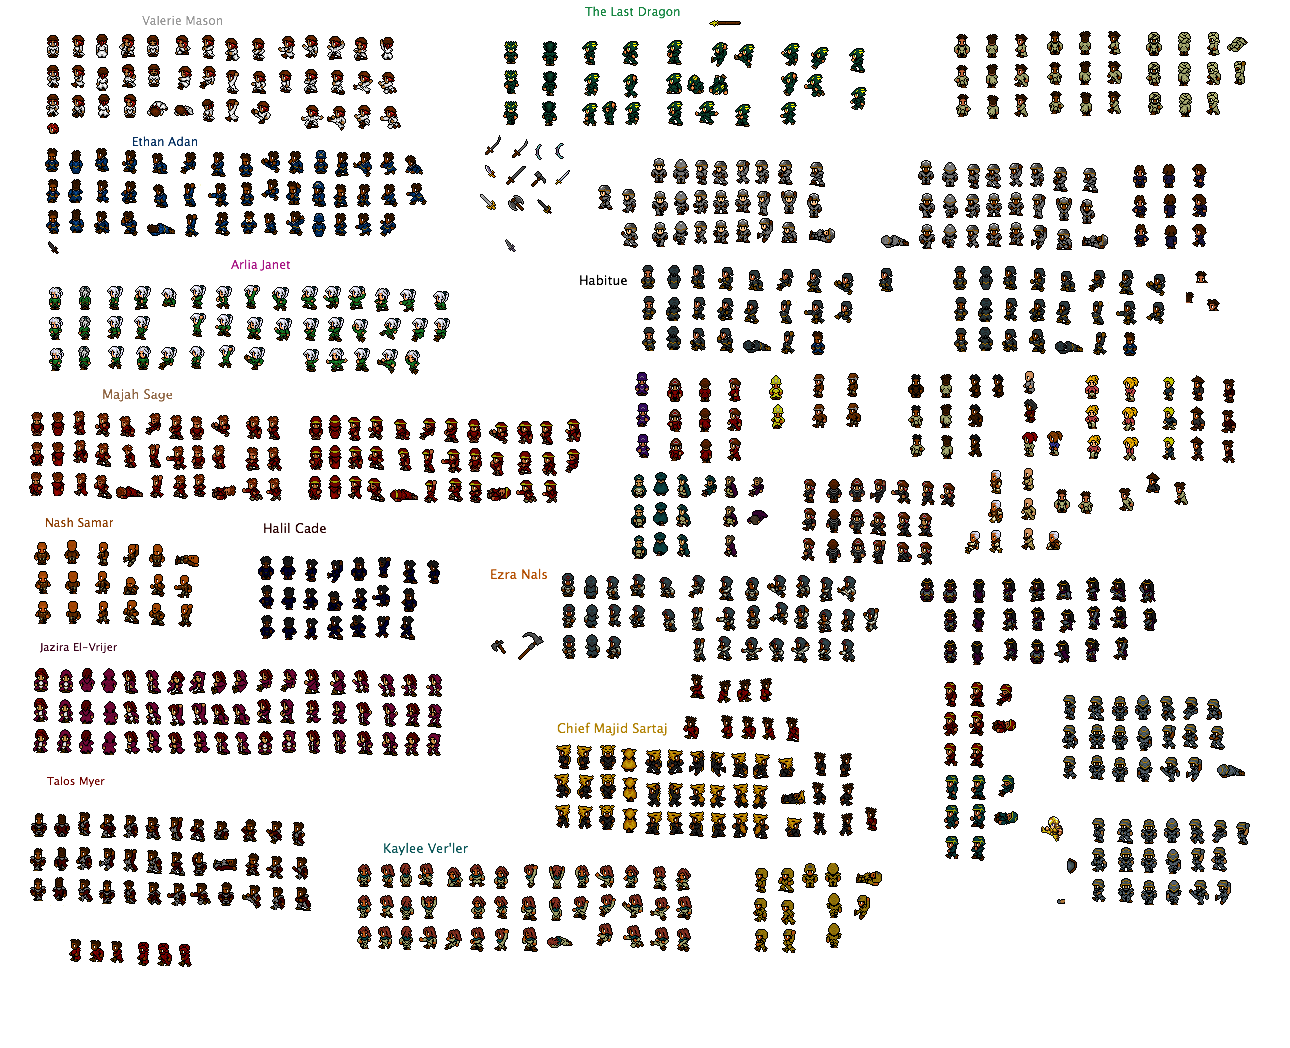 Valerie Mason
The Last Dragon
Ethan Adan
Arlia Janet
Habitue
Majah Sage
Nash Samar
Halil Cade
Ezra Nals
Jazira El-Vrijer
Chief Majid Sartaj
Talos Myer
Kaylee Ver'ler